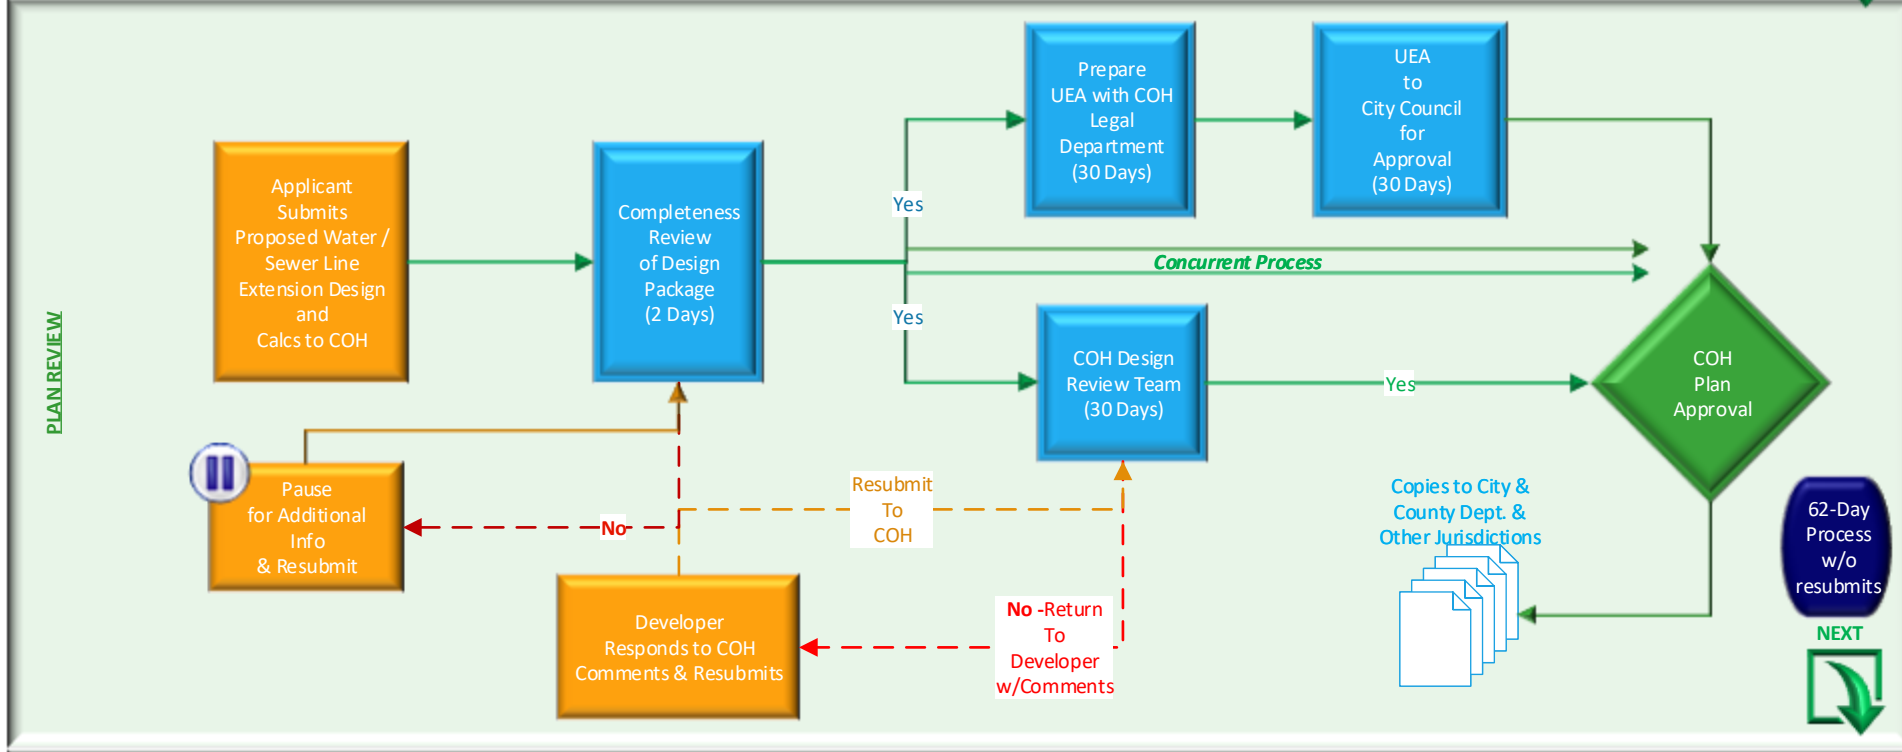 PLAN REVIEW
Applicant
Submits
Proposed Water /
Sewer Line
Extension Design
and
Calcs to COH
Completeness
Review
of Design
Package
(2 Days)
Yes
Yes
Prepare
UEA with COH
Legal
Department
(30 Days)
UEA
to
City Council
for
Approval
(30 Days)
Concurrent Process
COH Design
Review Team
(30 Days)
Yes
COH
Plan
Approval
Pause
for Additional
Info
& Resubmit
No
Resubmit
To
COH
Developer
Responds to COH
Comments & Resubmits
No -Return
To
Developer
w/Comments
Copies to City &
County Dept. &
Other Jurisdictions
62-Day
Process
w/o
resubmits
NEXT